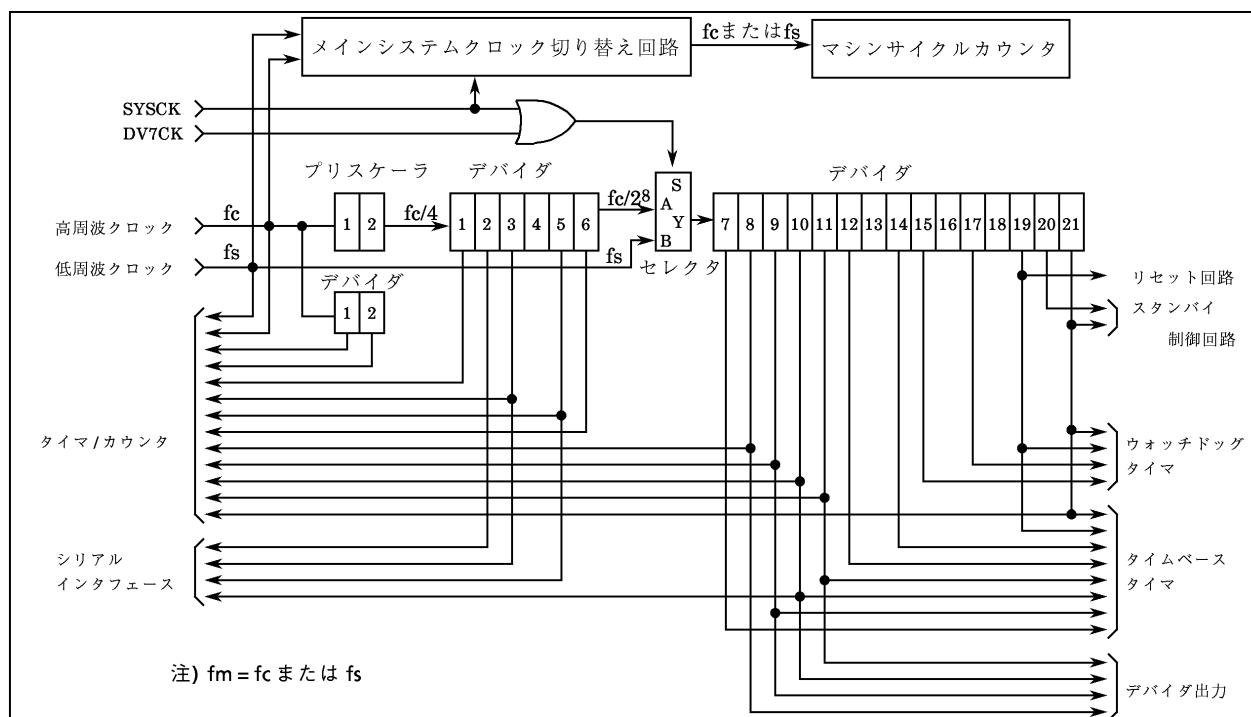 メインシステムクロック切り替え回路
fcまたはfs
マシンサイクルカウンタ
SYSCK
DV7CK
プリスケーラ
デバイダ
デバイダ
fc/2⁸
S
A
Y
B
高周波クロック
fc
1 2
fc/4
1 2 3 4 5 6
7 8 9 10 11 12 13 14 15 16 17 18 19 20 21
低周波クロック
fs
fs
セレクタ
デバイダ
1 2
リセット回路
スタンバイ
制御回路
タイマ/カウンタ
ウォッチドッグ
タイマ
シリアル
インタフェース
タイムベース
タイマ
注) fm = fc または fs
デバイダ出力